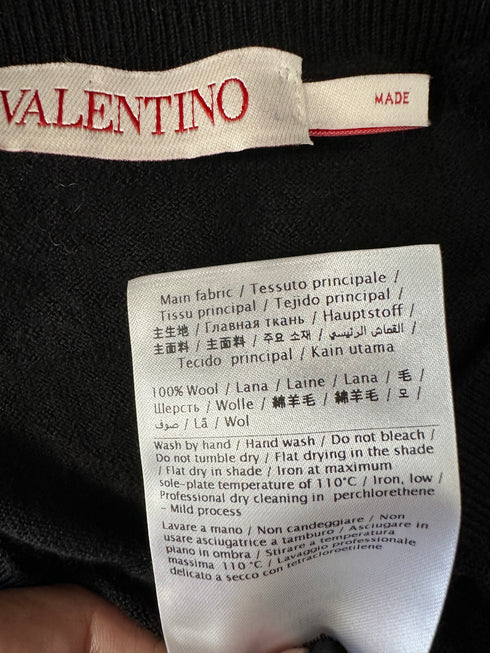 VALENTINO
MADE
Main fabric / Tessuto principale /
Tissu principal / Tejido principal /
主生地 / Главная ткань / Hauptstoff /
主面料 / 主面料 / 주요 소재 / القماش الرئيسي /
Tecido principal / Kain utama
100% Wool / Lana / Laine / Lana / 毛 /
Шерсть / Wolle / 綿羊毛 / 綿羊毛 / 모 /
صوف / Lã / Wol
Wash by hand / Hand wash / Do not bleach /
Do not tumble dry / Flat drying in the shade
/ Flat dry in shade / Iron at maximum
sole-plate temperature of 110°C / Iron, low /
Professional dry cleaning in perchlorethene
- Mild process
Lavare a mano / Non candeggiare / Non
usare asciugatrice a tamburo / Asciugare in
piano in ombra / Stirare a temperatura
massima 110 °C / Lavaggio professionale
delicato a secco con tetracloroetilene